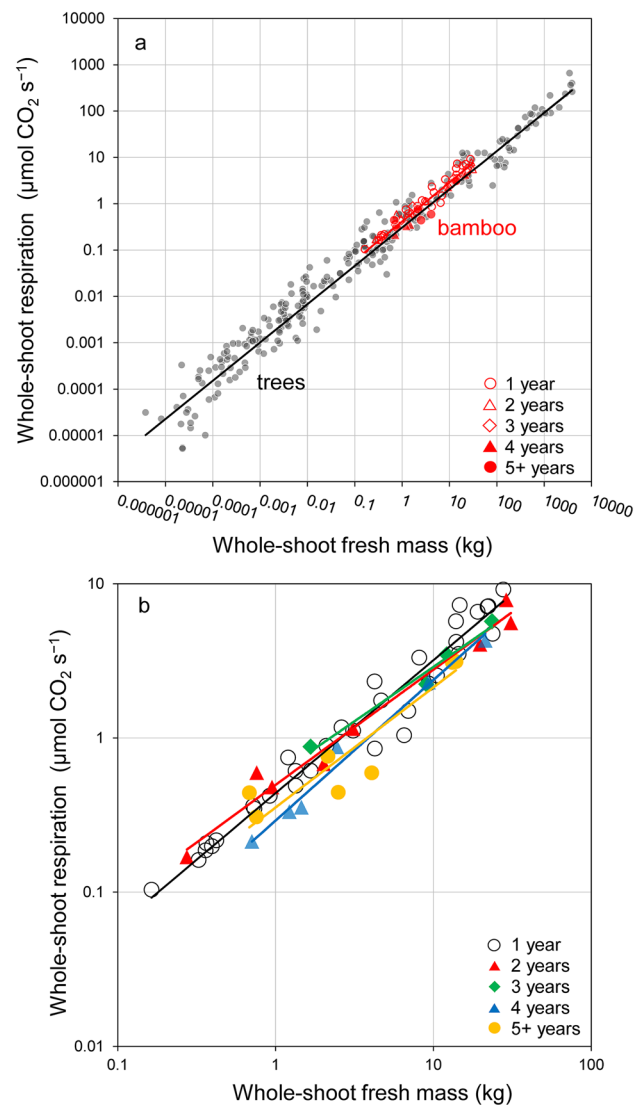 a
10000
1000
100
10
1
0.1
0.01
0.001
0.0001
0.00001
0.000001
Whole-shoot respiration (μmol CO₂ s⁻¹)
bamboo
trees
1 year
2 years
3 years
4 years
5+ years
0.000001 0.00001 0.0001 0.001 0.01 0.1 1 10 100 1000 10000
Whole-shoot fresh mass (kg)
b
10
1
0.1
0.01
Whole-shoot respiration (μmol CO₂ s⁻¹)
1 year
2 years
3 years
4 years
5+ years
0.1 1 10 100
Whole-shoot fresh mass (kg)